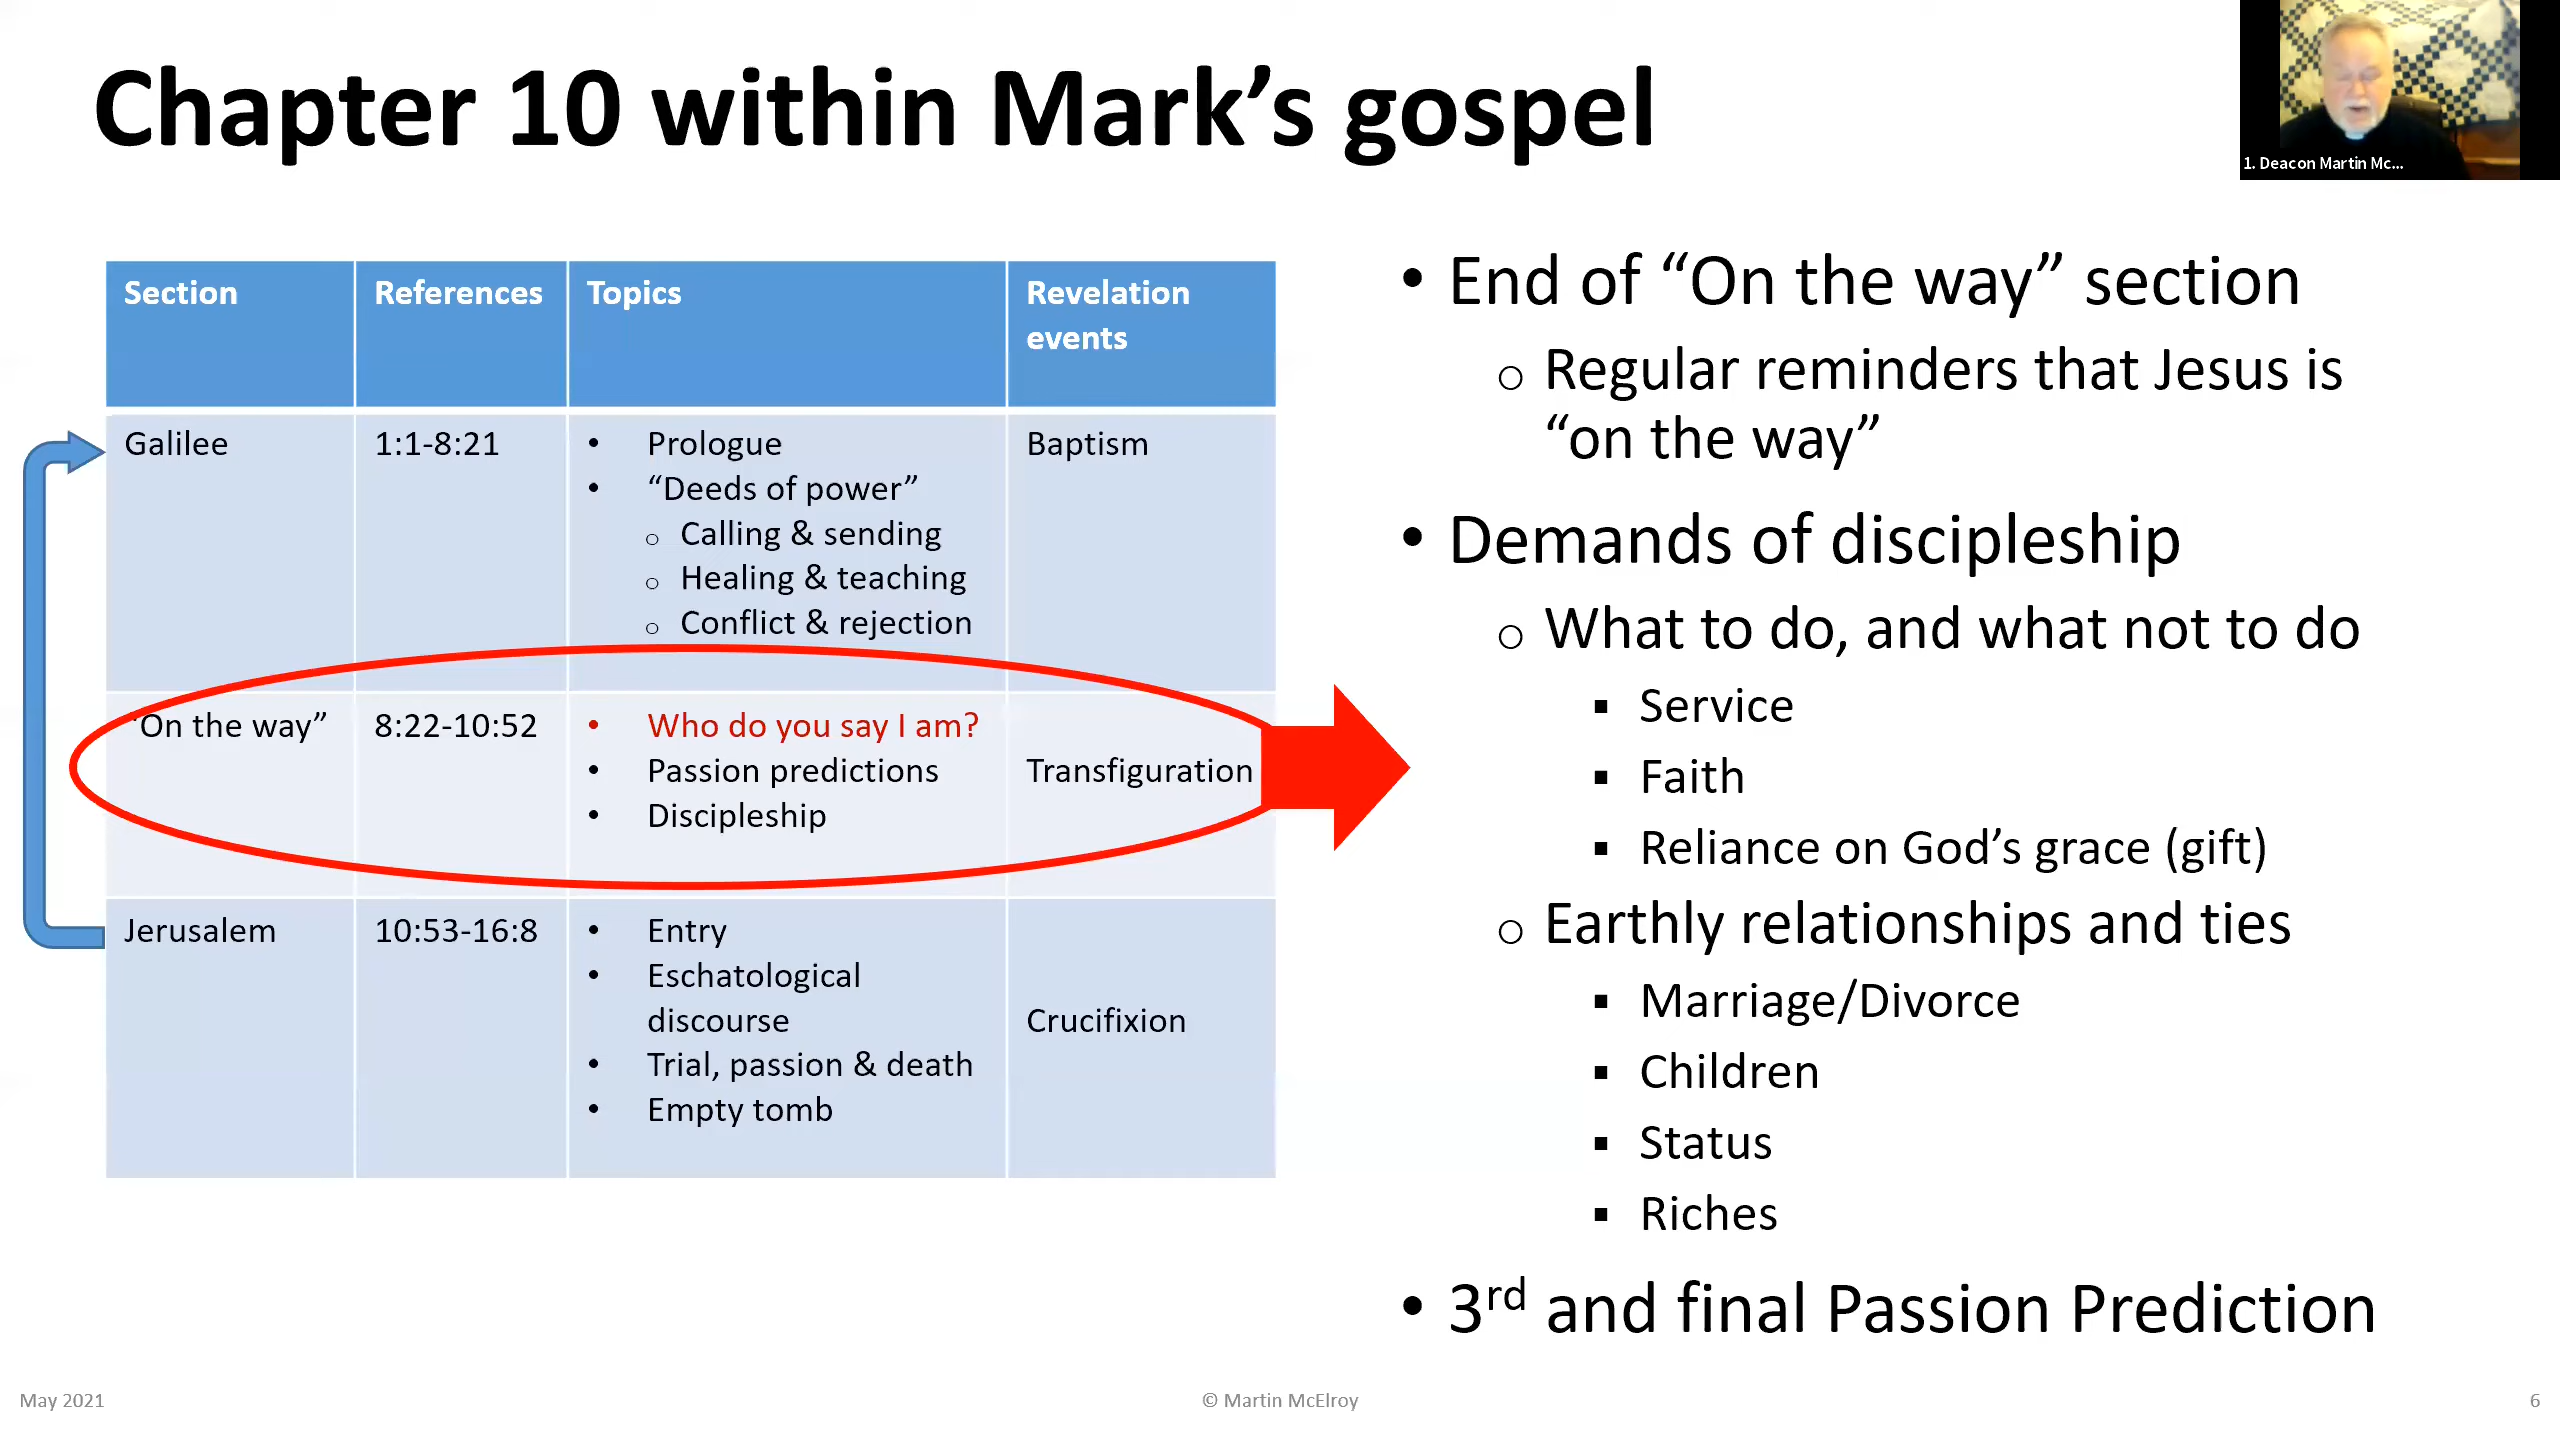 Chapter 10 within Mark’s gospel
1. Deacon Martin Mc...
Section
References
Topics
Revelation
events
Galilee
1:1-8:21
• Prologue
• “Deeds of power”
o Calling & sending
o Healing & teaching
o Conflict & rejection
Baptism
“On the way”
8:22-10:52
• Who do you say I am?
• Passion predictions
• Discipleship
Transfiguration
Jerusalem
10:53-16:8
• Entry
• Eschatological
discourse
• Trial, passion & death
• Empty tomb
Crucifixion
• End of “On the way” section
o Regular reminders that Jesus is
“on the way”
• Demands of discipleship
o What to do, and what not to do
▪ Service
▪ Faith
▪ Reliance on God’s grace (gift)
o Earthly relationships and ties
▪ Marriage/Divorce
▪ Children
▪ Status
▪ Riches
• 3rd and final Passion Prediction
May 2021
© Martin McElroy
6